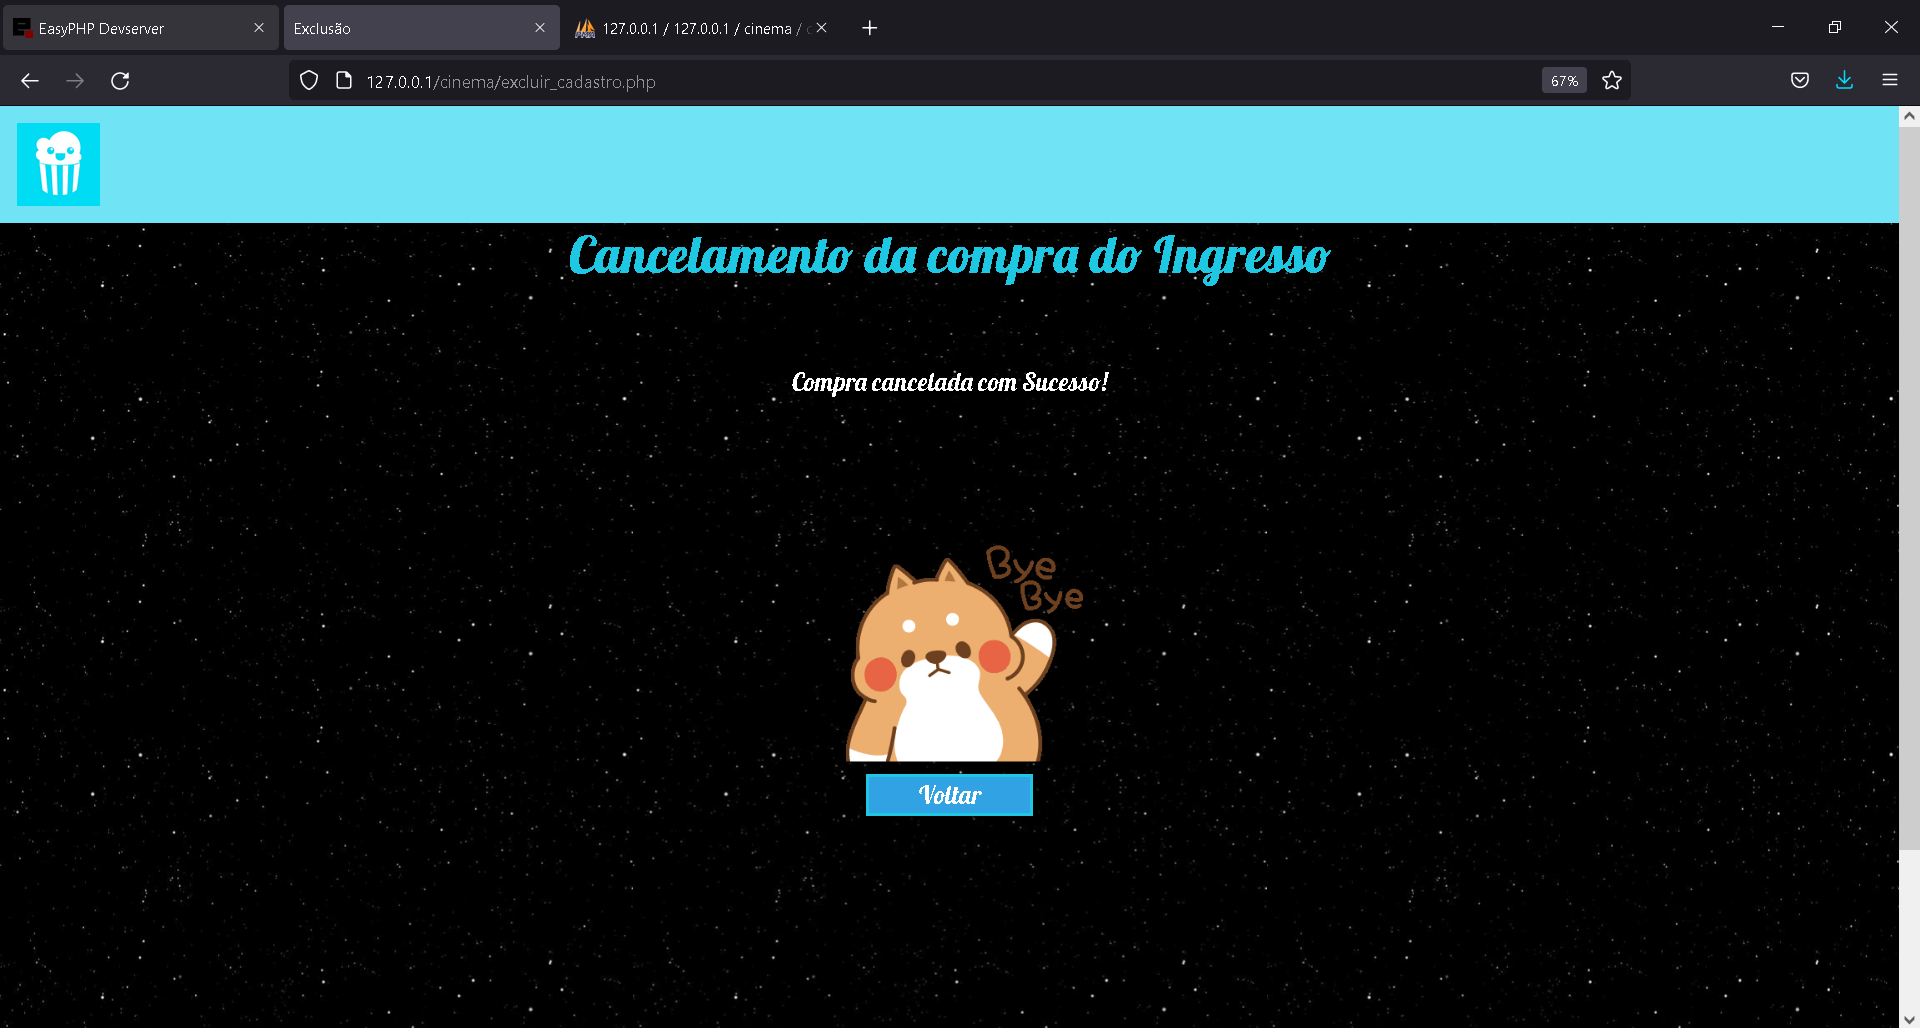 EasyPHP Devserver
Exclusão
127.0.0.1 / 127.0.0.1 / cinema /
127.0.0.1/cinema/excluir_cadastro.php
67%
Cancelamento da compra do Ingresso
Compra cancelada com Sucesso!
Bye
Bye
Voltar